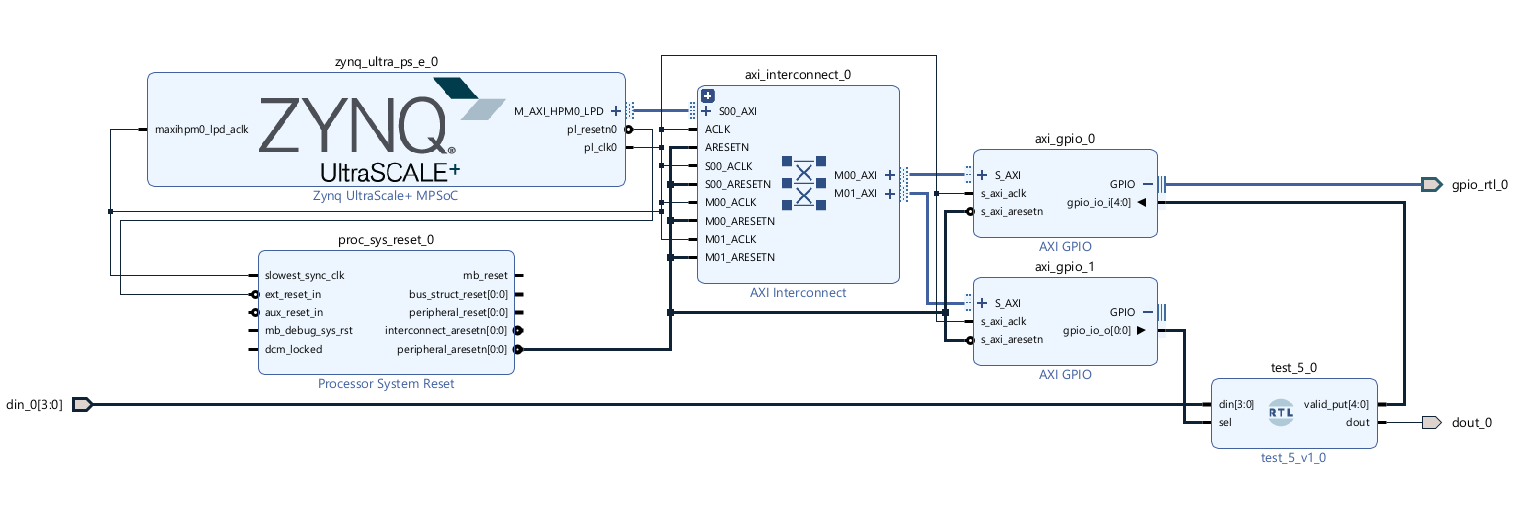 zynq_ultra_ps_e_0
ZYNQ®
UltraSCALE+
maxihpm0_lpd_aclk
M_AXI_HPM0_LPD
pl_resetn0
pl_clk0
Zynq UltraScale+ MPSoC
proc_sys_reset_0
slowest_sync_clk
ext_reset_in
aux_reset_in
mb_debug_sys_rst
dcm_locked
mb_reset
bus_struct_reset[0:0]
peripheral_reset[0:0]
interconnect_aresetn[0:0]
peripheral_aresetn[0:0]
Processor System Reset
axi_interconnect_0
S00_AXI
ACLK
ARESETN
S00_ACLK
S00_ARESETN
M00_ACLK
M00_ARESETN
M01_ACLK
M01_ARESETN
M00_AXI
M01_AXI
AXI Interconnect
axi_gpio_0
S_AXI
s_axi_aclk
s_axi_aresetn
GPIO
gpio_io_i[4:0]
AXI GPIO
axi_gpio_1
S_AXI
s_axi_aclk
s_axi_aresetn
GPIO
gpio_io_o[0:0]
AXI GPIO
gpio_rtl_0
din_0[3:0]
test_5_0
din[3:0]
sel
RTL
valid_put[4:0]
dout
test_5_v1_0
dout_0